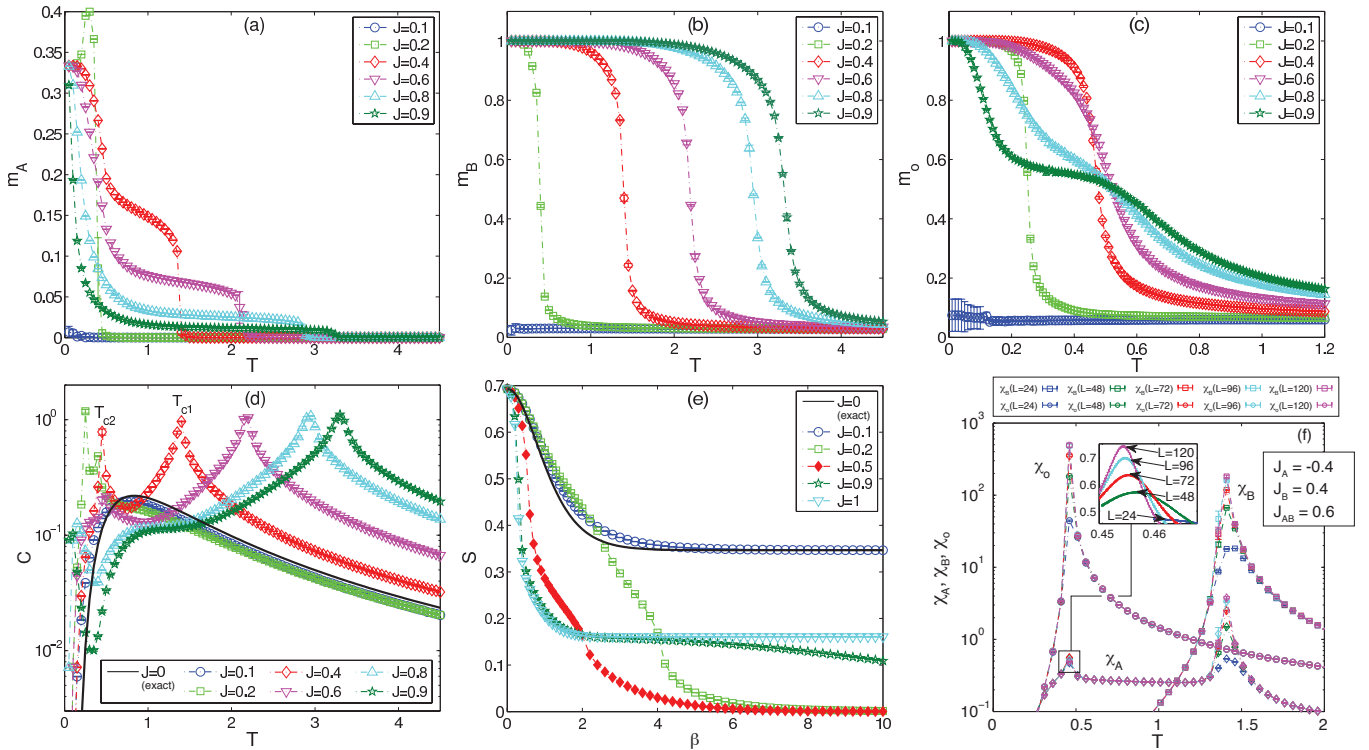 (a)
J=0.1
J=0.2
J=0.4
J=0.6
J=0.8
J=0.9
0.4
0.35
0.3
0.25
0.2
0.15
0.1
0.05
0
m_A
0 1 2 3 4
T
(b)
J=0.1
J=0.2
J=0.4
J=0.6
J=0.8
J=0.9
1
0.8
0.6
0.4
0.2
0
m_B
0 1 2 3 4
T
(c)
J=0.1
J=0.2
J=0.4
J=0.6
J=0.8
J=0.9
1
0.8
0.6
0.4
0.2
0
m_o
0 0.2 0.4 0.6 0.8 1 1.2
T
(d)
T_c2
T_c1
10^0
10^-1
10^-2
C
J=0
(exact)
J=0.1
J=0.2
J=0.4
J=0.6
J=0.8
J=0.9
0 1 2 3 4
T
(e)
J=0
(exact)
J=0.1
J=0.2
J=0.5
J=0.9
J=1
0.7
0.6
0.5
0.4
0.3
0.2
0.1
0
S
0 2 4 6 8 10
β
χ_B(L=24) χ_B(L=48) χ_B(L=72) χ_B(L=96) χ_B(L=120)
χ_o(L=24) χ_o(L=48) χ_o(L=72) χ_o(L=96) χ_o(L=120)
(f)
10^3
10^2
10^1
10^0
10^-1
χ_A, χ_B, χ_o
χ_o
χ_B
χ_A
0.7
0.6
0.5
L=120
L=96
L=72
L=48
L=24
0.45 0.46
J_A = -0.4
J_B = 0.4
J_AB = 0.6
0 0.5 1 1.5 2
T